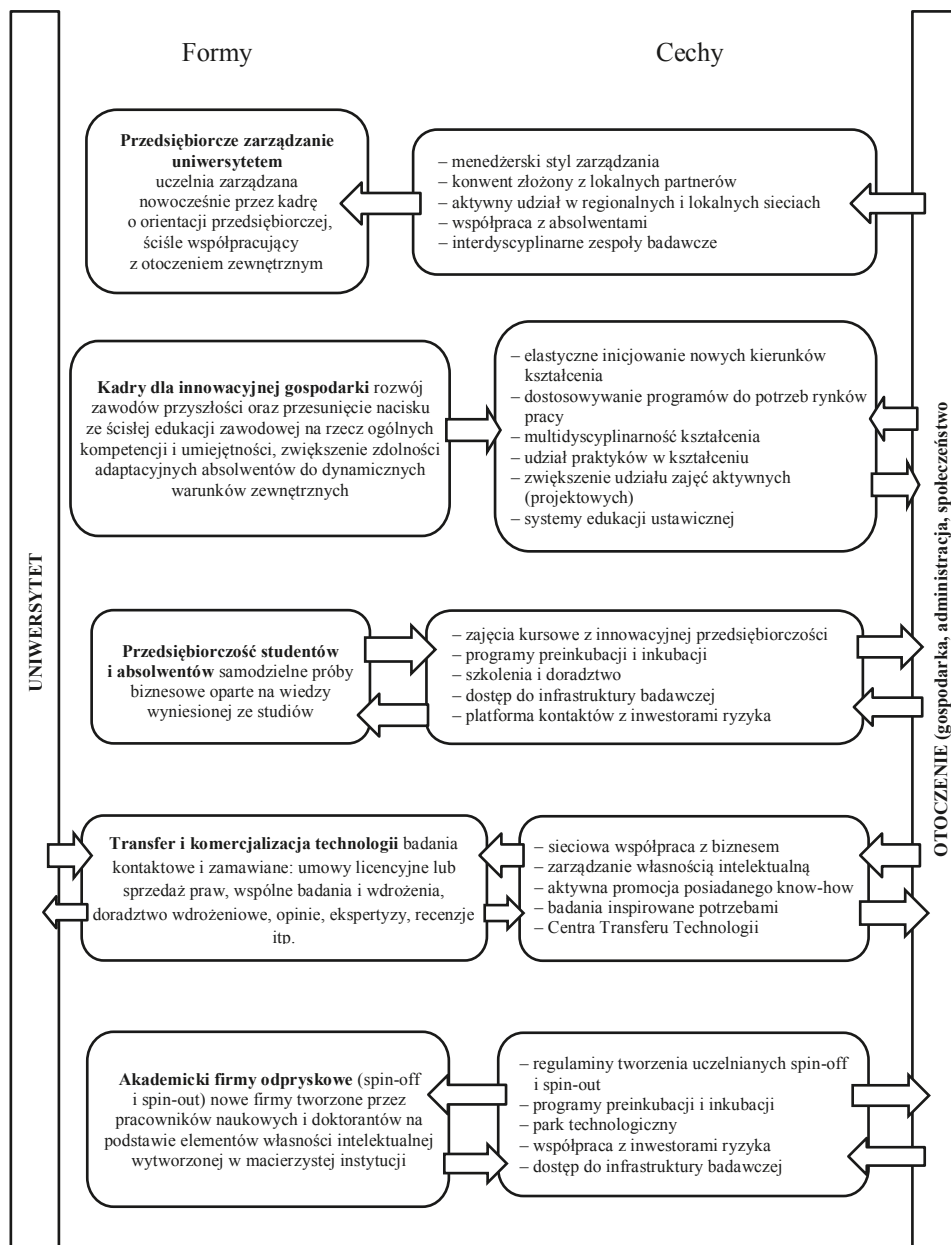 Formy
Cechy
UNIWERSYTET
Przedsiębiorcze zarządzanie
uniwersytetem
uczelnia zarządzana
nowocześnie przez kadrę
o orientacji przedsiębiorczej,
ściśle współpracujący
z otoczeniem zewnętrznym
– menedżerski styl zarządzania
– konwent złożony z lokalnych partnerów
– aktywny udział w regionalnych i lokalnych sieciach
– współpraca z absolwentami
– interdyscyplinarne zespoły badawcze
Kadry dla innowacyjnej gospodarki rozwój
zawodów przyszłości oraz przesunięcie nacisku
ze ścisłej edukacji zawodowej na rzecz ogólnych
kompetencji i umiejętności, zwiększenie zdolności
adaptacyjnych absolwentów do dynamicznych
warunków zewnętrznych
– elastyczne inicjowanie nowych kierunków
kształcenia
– dostosowywanie programów do potrzeb rynków
pracy
– multidyscyplinarność kształcenia
– udział praktyków w kształceniu
– zwiększenie udziału zajęć aktywnych
(projektowych)
– systemy edukacji ustawicznej
Przedsiębiorczość studentów
i absolwentów samodzielne próby
biznesowe oparte na wiedzy
wyniesionej ze studiów
– zajęcia kursowe z innowacyjnej przedsiębiorczości
– programy preinkubacji i inkubacji
– szkolenia i doradztwo
– dostęp do infrastruktury badawczej
– platforma kontaktów z inwestorami ryzyka
Transfer i komercjalizacja technologii badania
kontaktowe i zamawiane: umowy licencyjne lub
sprzedaż praw, wspólne badania i wdrożenia,
doradztwo wdrożeniowe, opinie, ekspertyzy, recenzje
itp.
– sieciowa współpraca z biznesem
– zarządzanie własnością intelektualną
– aktywna promocja posiadanego know-how
– badania inspirowane potrzebami
– Centra Transferu Technologii
Akademicki firmy odpryskowe (spin-off
i spin-out) nowe firmy tworzone przez
pracowników naukowych i doktorantów na
podstawie elementów własności intelektualnej
wytworzonej w macierzystej instytucji
– regulaminy tworzenia uczelnianych spin-off
i spin-out
– programy preinkubacji i inkubacji
– park technologiczny
– współpraca z inwestorami ryzyka
– dostęp do infrastruktury badawczej
OTOCZENIE (gospodarka, administracja, społeczeństwo